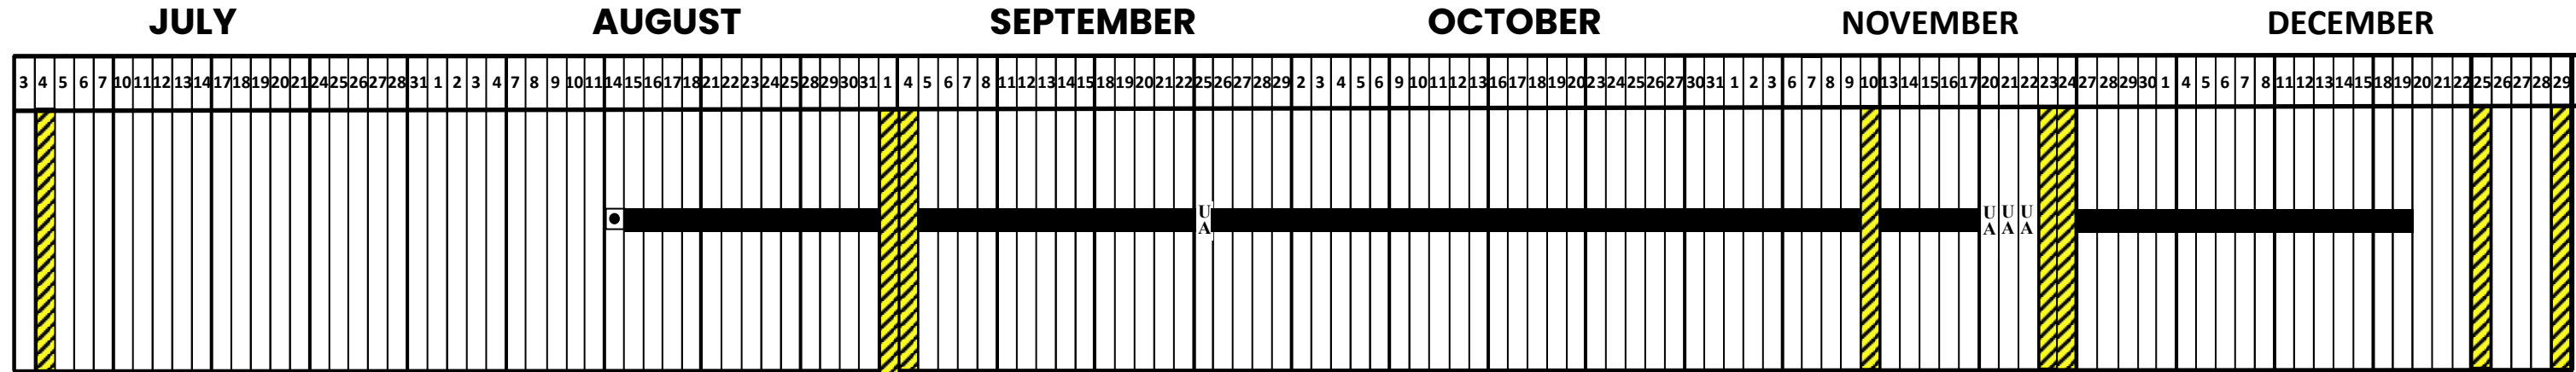 JULY AUGUST SEPTEMBER OCTOBER NOVEMBER DECEMBER
3 4 5 6 7 10 11 12 13 14 17 18 19 20 21 24 25 26 27 28 31 1 2 3 4 7 8 9 10 11 14 15 16 17 18 21 22 23 24 25 28 29 30 31 1 4 5 6 7 8 11 12 13 14 15 18 19 20 21 22 25 26 27 28 29 2 3 4 5 6 9 10 11 12 13 16 17 18 19 20 23 24 25 26 27 30 31 1 2 3 6 7 8 9 10 13 14 15 16 17 20 21 22 23 24 27 28 29 30 1 4 5 6 7 8 11 12 13 14 15 18 19 20 21 22 25 26 27 28 29
U U U U
A A A A